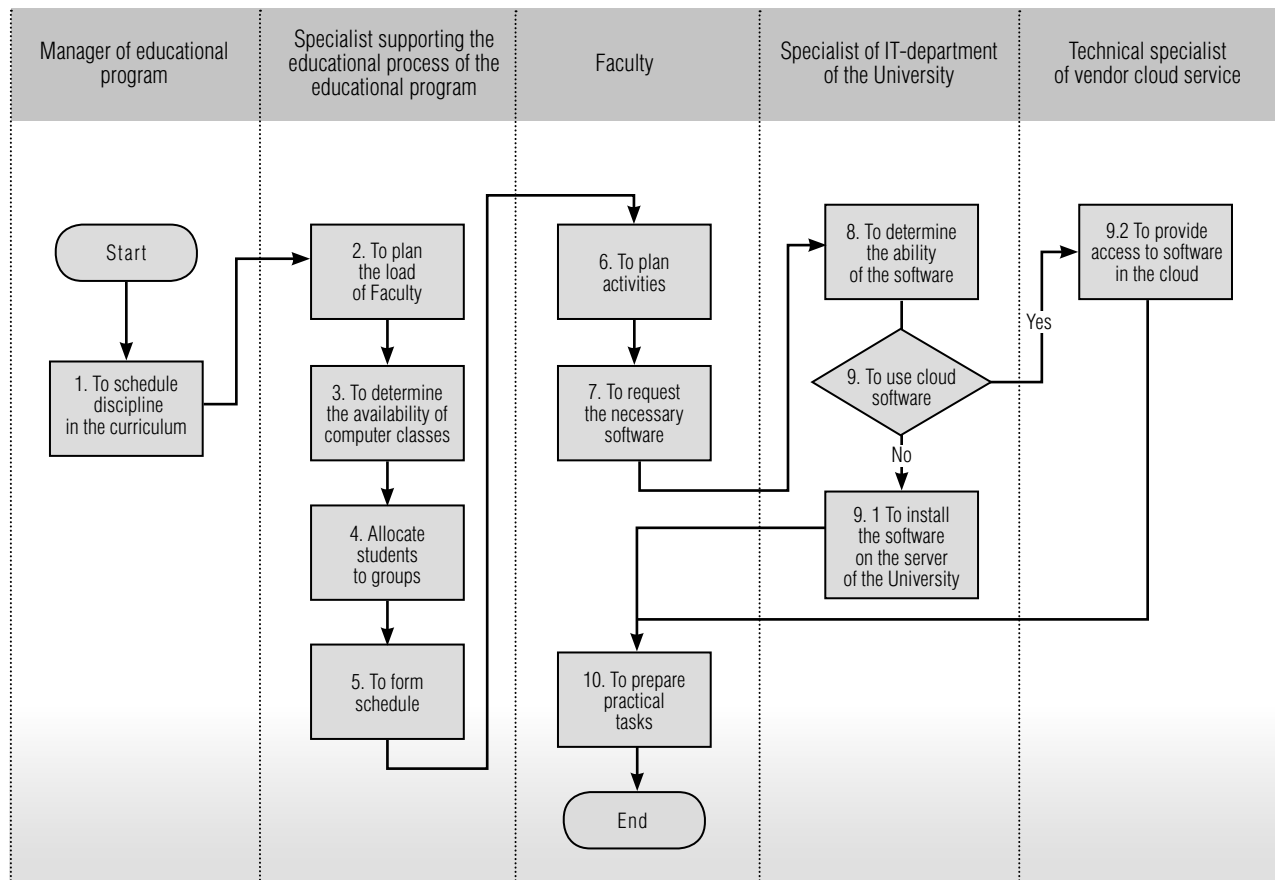 Manager of educational
program
Specialist supporting the
educational process of the
educational program
Faculty
Specialist of IT-department
of the University
Technical specialist
of vendor cloud service
Start
1. To schedule
discipline
in the curriculum
2. To plan
the load
of Faculty
3. To determine
the availability of
computer classes
4. Allocate
students
to groups
5. To form
schedule
6. To plan
activities
7. To request
the necessary
software
8. To determine
the ability
of the software
9. To use cloud
software
Yes
No
9. 1 To install
the software
on the server
of the University
9.2 To provide
access to software
in the cloud
10. To prepare
practical
tasks
End